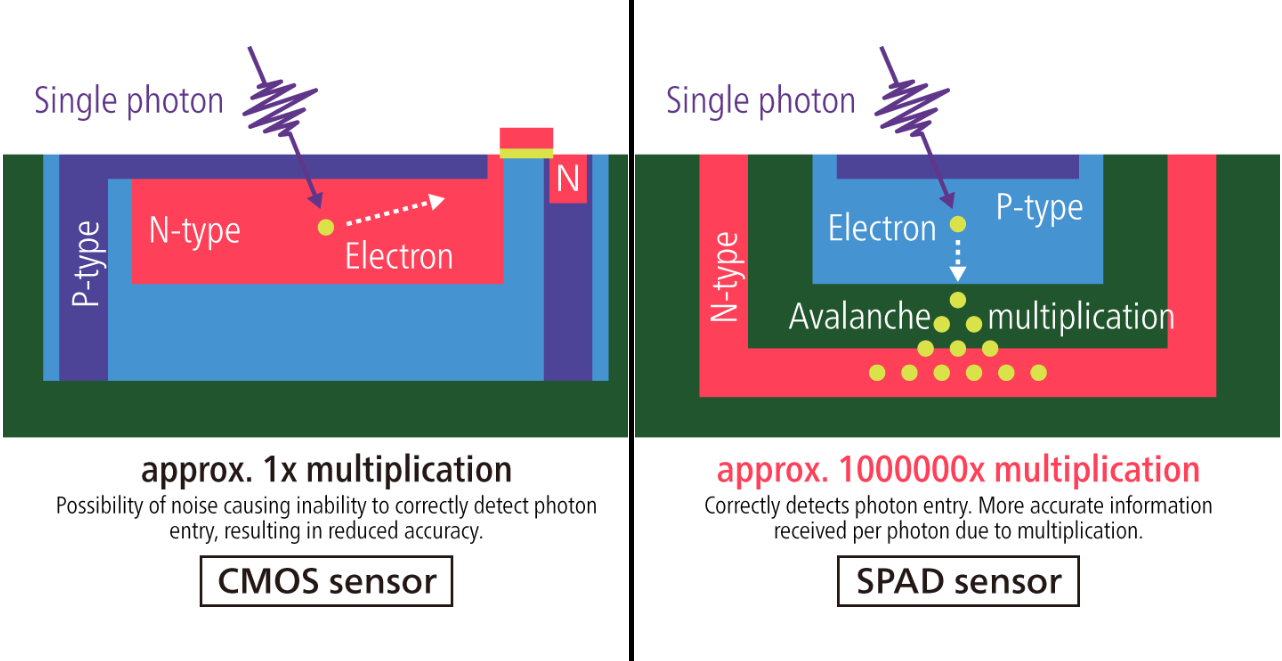 Single photon
N
N-type
Electron
P-type
approx. 1x multiplication
Possibility of noise causing inability to correctly detect photon
entry, resulting in reduced accuracy.
CMOS sensor
Single photon
P-type
Electron
N-type
Avalanche multiplication
approx. 1000000x multiplication
Correctly detects photon entry. More accurate information
received per photon due to multiplication.
SPAD sensor